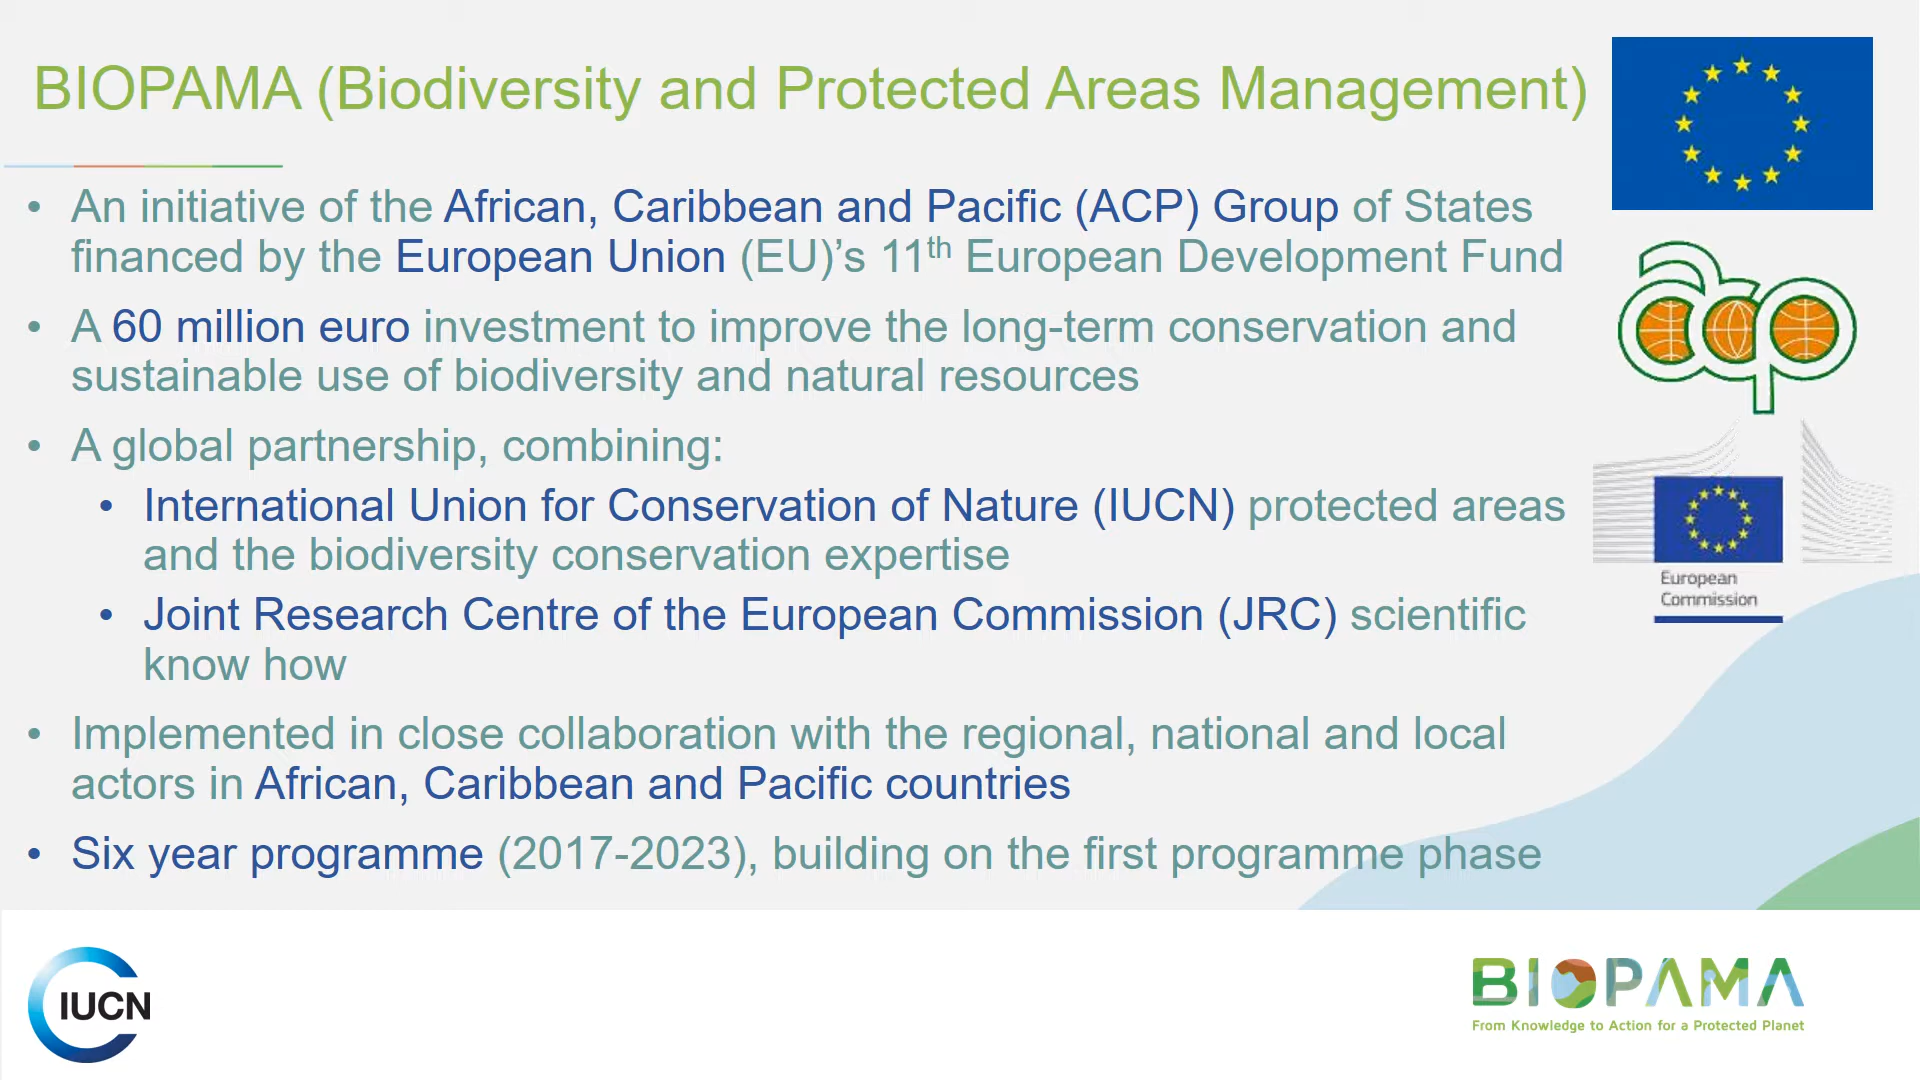 BIOPAMA (Biodiversity and Protected Areas Management)
• An initiative of the African, Caribbean and Pacific (ACP) Group of States
financed by the European Union (EU)’s 11th European Development Fund
• A 60 million euro investment to improve the long-term conservation and
sustainable use of biodiversity and natural resources
• A global partnership, combining:
• International Union for Conservation of Nature (IUCN) protected areas
and the biodiversity conservation expertise
• Joint Research Centre of the European Commission (JRC) scientific
know how
• Implemented in close collaboration with the regional, national and local
actors in African, Caribbean and Pacific countries
• Six year programme (2017-2023), building on the first programme phase
acp
European
Commission
IUCN
BIOPAMA
From Knowledge to Action for a Protected Planet